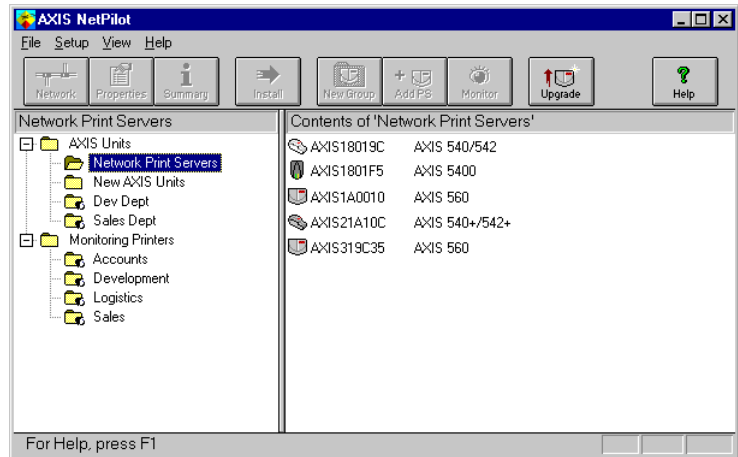 AXIS NetPilot
File Setup View Help
Network Properties Summary Install New Group Add PS Monitor Upgrade Help
Network Print Servers
Contents of 'Network Print Servers'
AXIS Units
Network Print Servers
New AXIS Units
Dev Dept
Sales Dept
Monitoring Printers
Accounts
Development
Logistics
Sales
AXIS18019C AXIS 540/542
AXIS1801F5 AXIS 5400
AXIS1A0010 AXIS 560
AXIS21A10C AXIS 540+/542+
AXIS319C35 AXIS 560
For Help, press F1